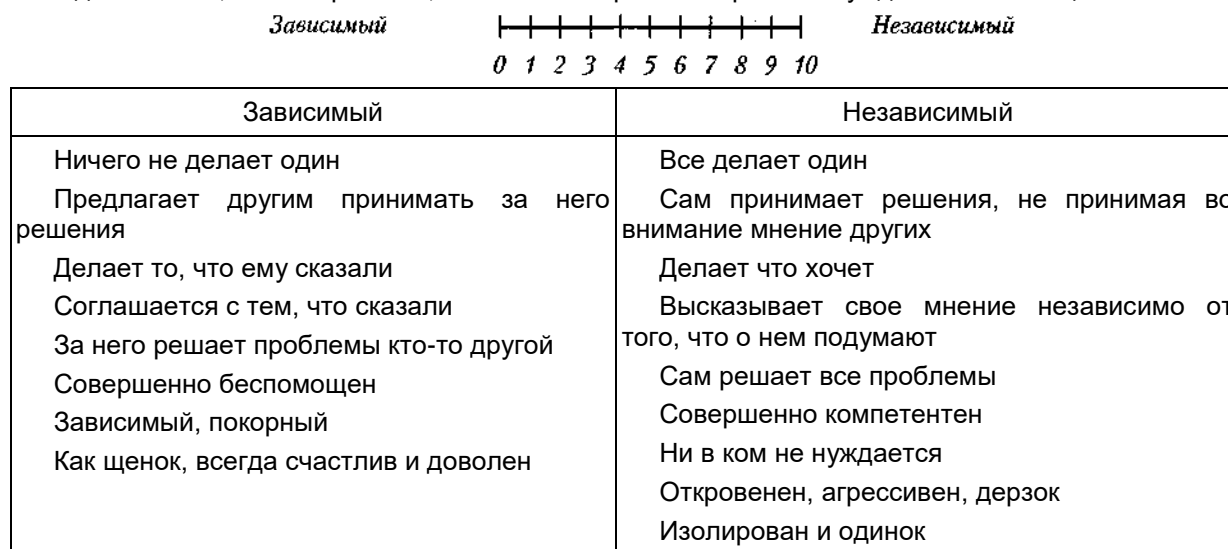 Зависимый Независимый
0 1 2 3 4 5 6 7 8 9 10
Зависимый Независимый
Ничего не делает один
Предлагает другим принимать за него
решения
Делает то, что ему сказали
Соглашается с тем, что сказали
За него решает проблемы кто-то другой
Совершенно беспомощен
Зависимый, покорный
Как щенок, всегда счастлив и доволен
Все делает один
Сам принимает решения, не принимая во
внимание мнение других
Делает что хочет
Высказывает свое мнение независимо от
того, что о нем подумают
Сам решает все проблемы
Совершенно компетентен
Ни в ком не нуждается
Откровенен, агрессивен, дерзок
Изолирован и одинок